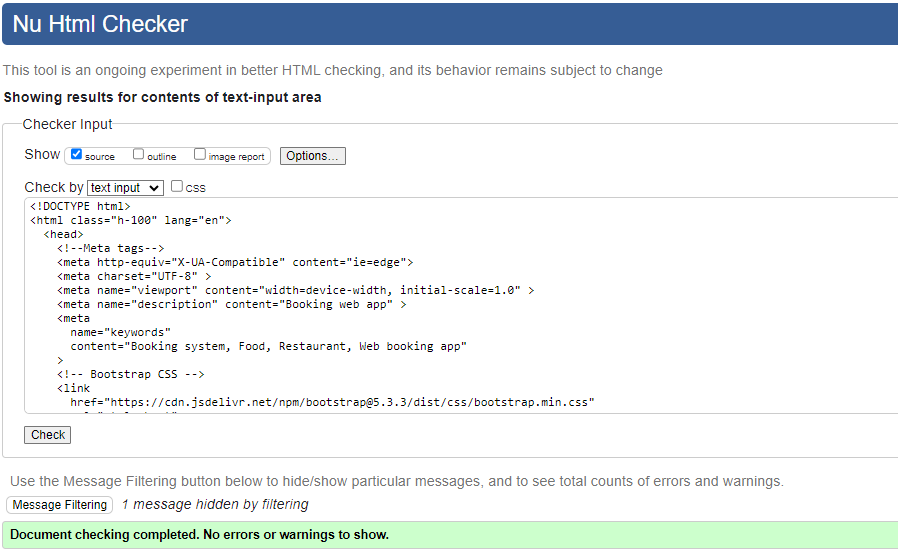 Nu Html Checker
This tool is an ongoing experiment in better HTML checking, and its behavior remains subject to change
Showing results for contents of text-input area
Checker Input
Show source outline image report Options...
Check by text input css
<!DOCTYPE html>
<html class="h-100" lang="en">
<head>
<!--Meta tags-->
<meta http-equiv="X-UA-Compatible" content="ie=edge">
<meta charset="UTF-8" >
<meta name="viewport" content="width=device-width, initial-scale=1.0" >
<meta name="description" content="Booking web app" >
<meta
name="keywords"
content="Booking system, Food, Restaurant, Web booking app"
>
<!-- Bootstrap CSS -->
<link
href="https://cdn.jsdelivr.net/npm/bootstrap@5.3.3/dist/css/bootstrap.min.css"
Check
Use the Message Filtering button below to hide/show particular messages, and to see total counts of errors and warnings.
Message Filtering 1 message hidden by filtering
Document checking completed. No errors or warnings to show.